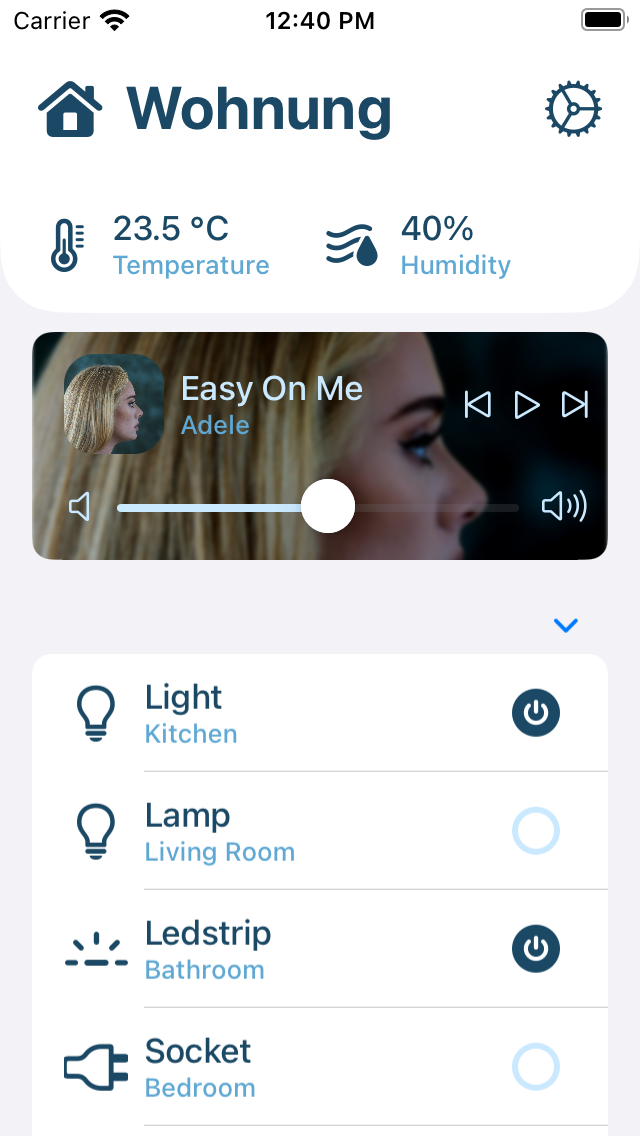 Carrier 12:40 PM
Wohnung
23.5 °C
Temperature
40%
Humidity
Easy On Me
Adele
Light
Kitchen
Lamp
Living Room
Ledstrip
Bathroom
Socket
Bedroom